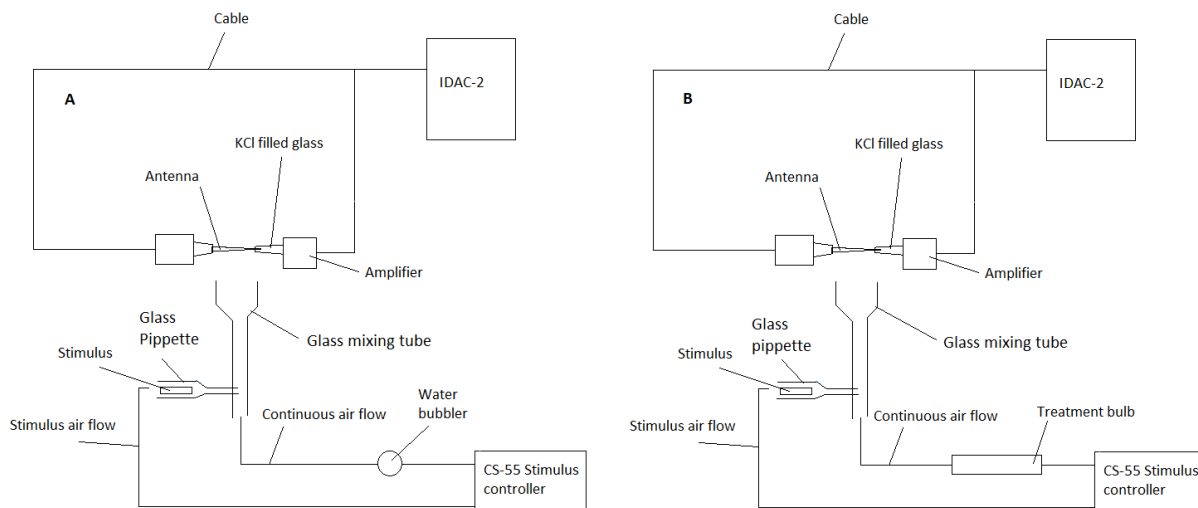 Cable
IDAC-2
A
KCl filled glass
Antenna
Amplifier
Glass
Pippette
Glass mixing tube
Stimulus
Water
bubbler
Continuous air flow
Stimulus air flow
CS-55 Stimulus
controller
Cable
IDAC-2
B
KCl filled glass
Antenna
Amplifier
Glass
pippette
Glass mixing tube
Stimulus
Treatment bulb
Continuous air flow
Stimulus air flow
CS-55 Stimulus
controller